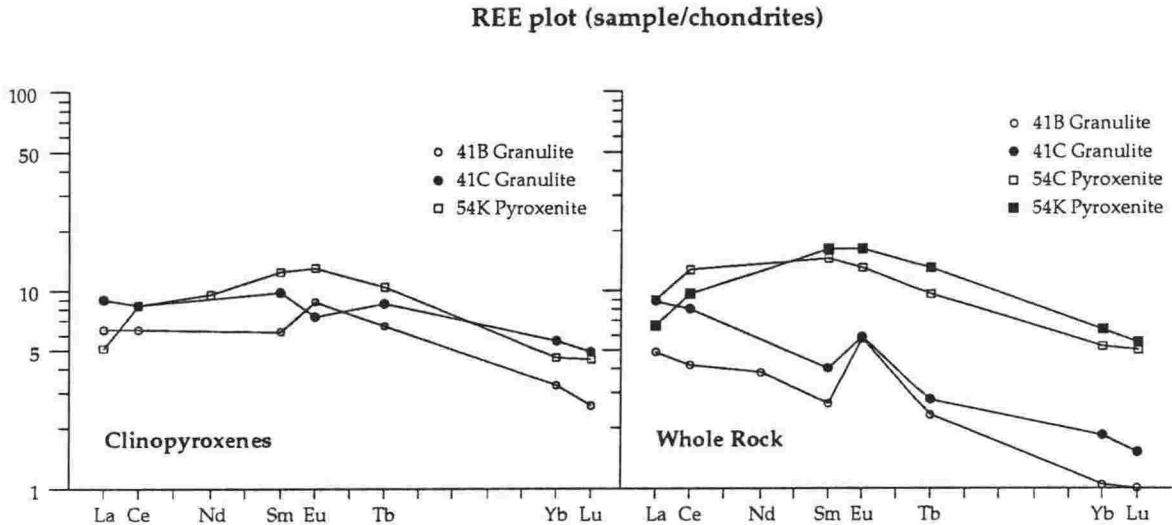 REE plot (sample/chondrites)
100
50
10
5
1
41B Granulite
41C Granulite
54K Pyroxenite
Clinopyroxenes
La Ce Nd Sm Eu Tb Yb Lu
41B Granulite
41C Granulite
54C Pyroxenite
54K Pyroxenite
Whole Rock
La Ce Nd Sm Eu Tb Yb Lu